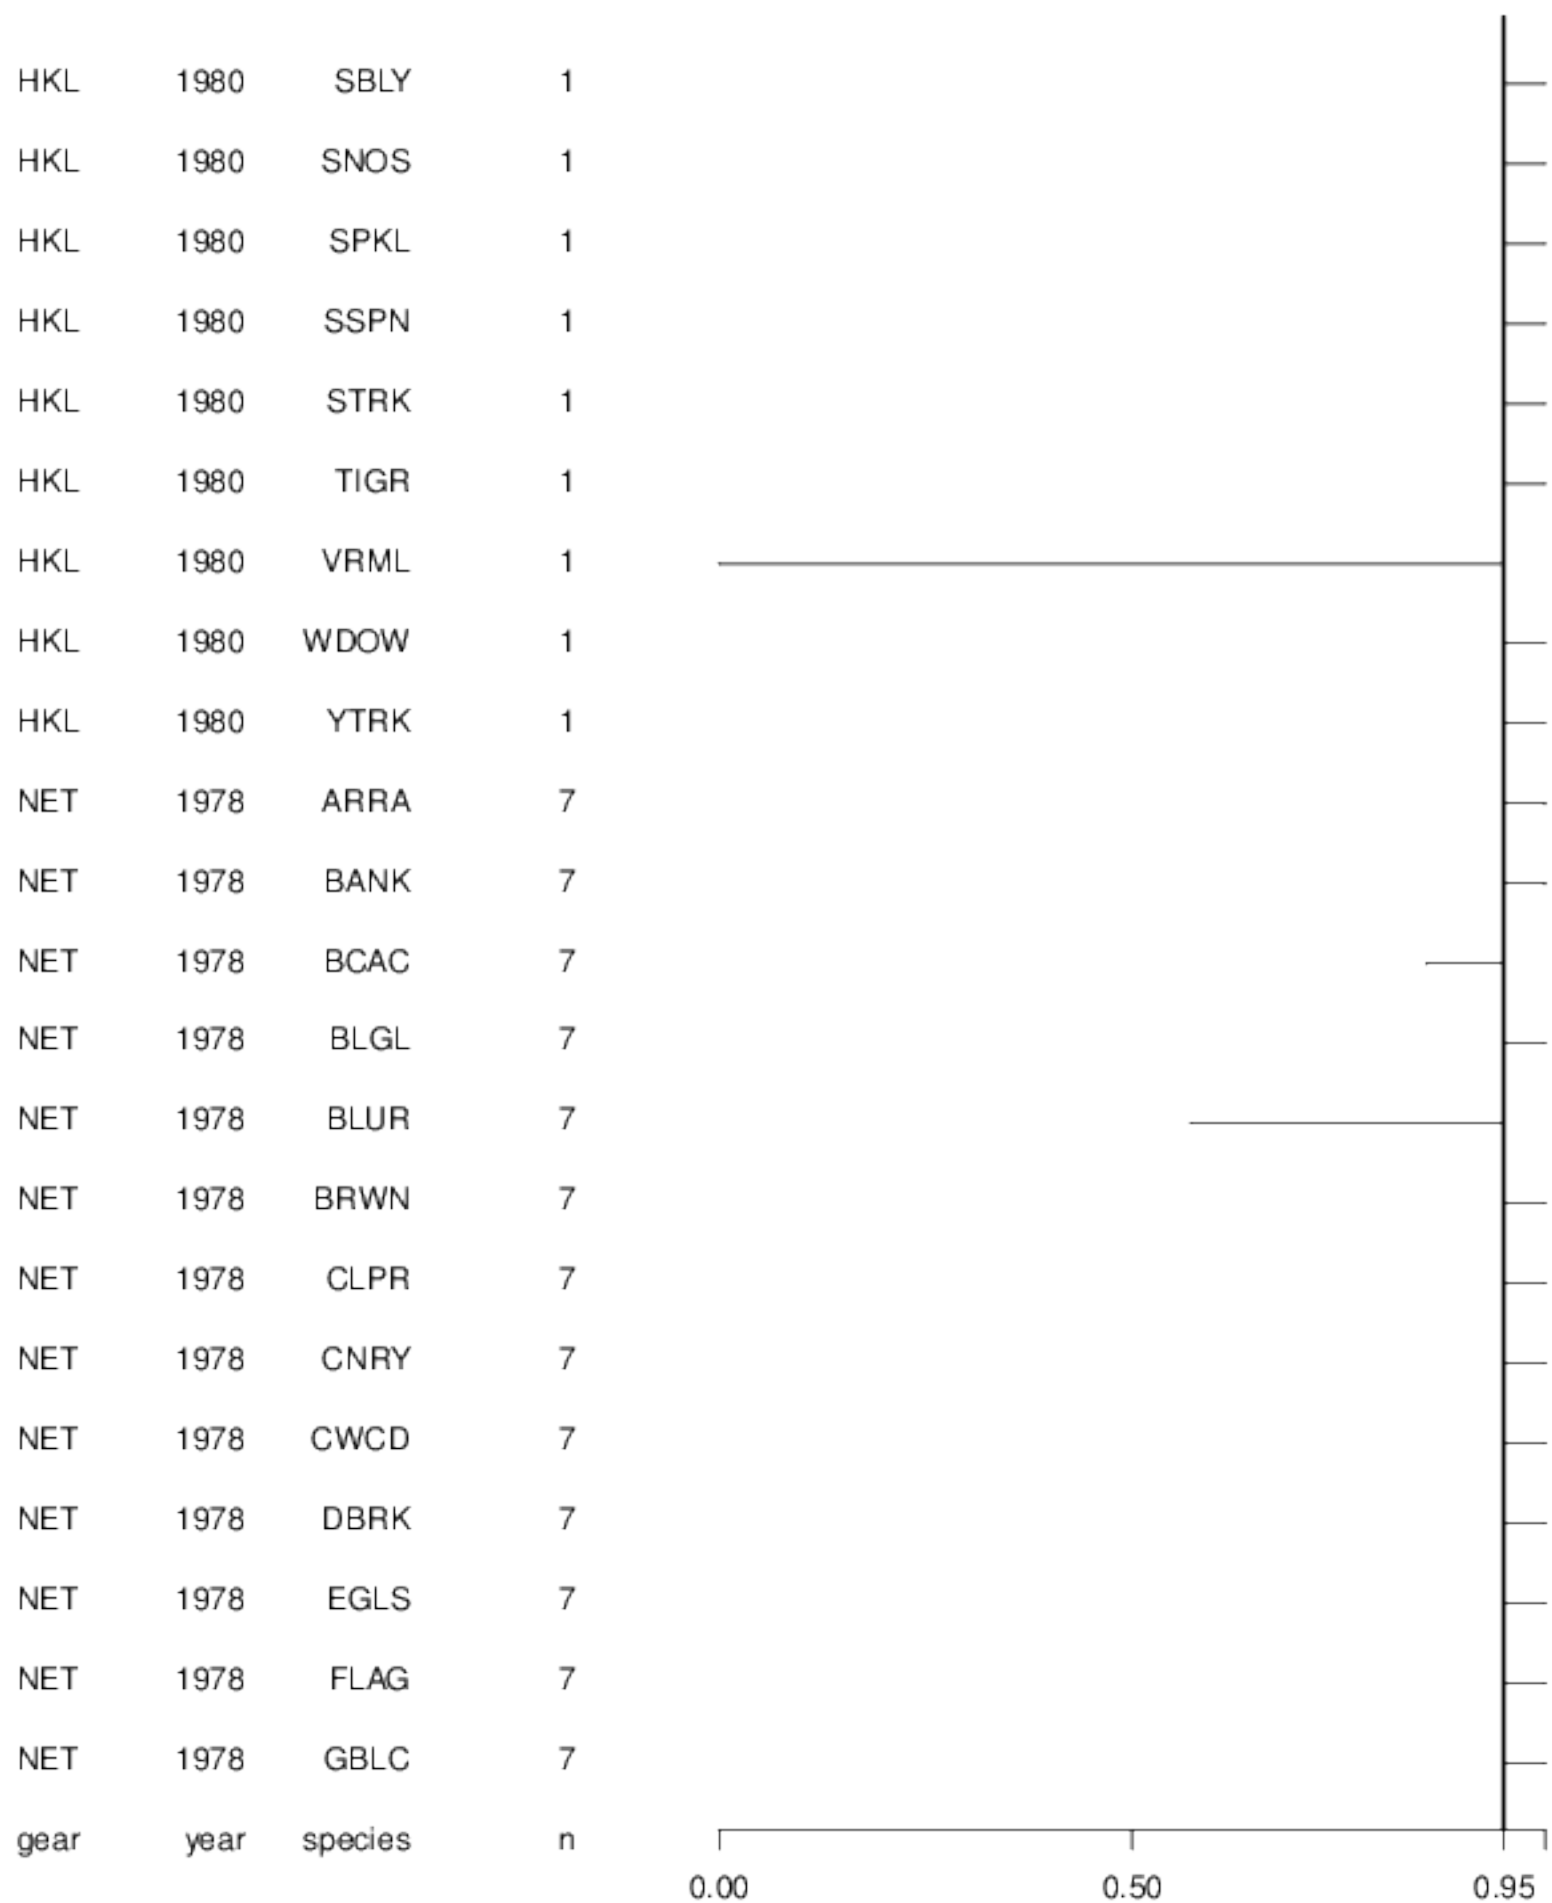 HKL 1980 SBLY 1
HKL 1980 SNOS 1
HKL 1980 SPKL 1
HKL 1980 SSPN 1
HKL 1980 STRK 1
HKL 1980 TIGR 1
HKL 1980 VRML 1
HKL 1980 WDOW 1
HKL 1980 YTRK 1
NET 1978 ARRA 7
NET 1978 BANK 7
NET 1978 BCAC 7
NET 1978 BLGL 7
NET 1978 BLUR 7
NET 1978 BRWN 7
NET 1978 CLPR 7
NET 1978 CNRY 7
NET 1978 CWCD 7
NET 1978 DBRK 7
NET 1978 EGLS 7
NET 1978 FLAG 7
NET 1978 GBLC 7
gear year species n
0.00 0.50 0.95